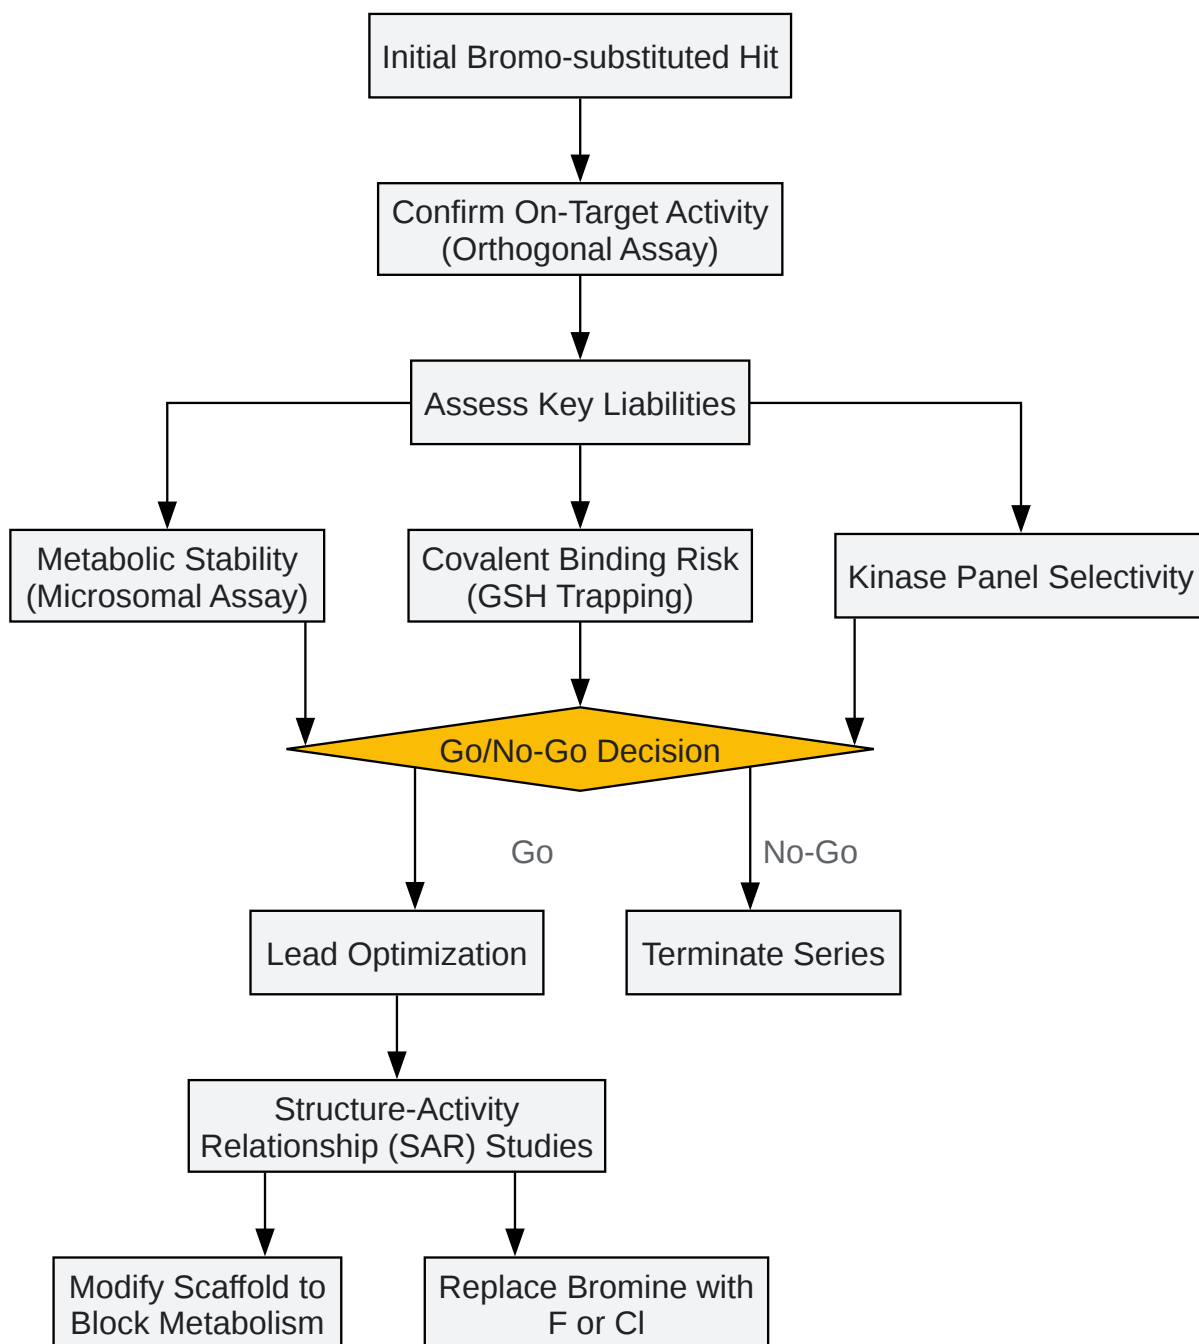 Initial Bromo-substituted Hit
Confirm On-Target Activity
(Orthogonal Assay)
Assess Key Liabilities
Metabolic Stability
(Microsomal Assay)
Covalent Binding Risk
(GSH Trapping)
Kinase Panel Selectivity
Go/No-Go Decision
Go
No-Go
Lead Optimization
Terminate Series
Structure-Activity
Relationship (SAR) Studies
Modify Scaffold to
Block Metabolism
Replace Bromine with
F or Cl